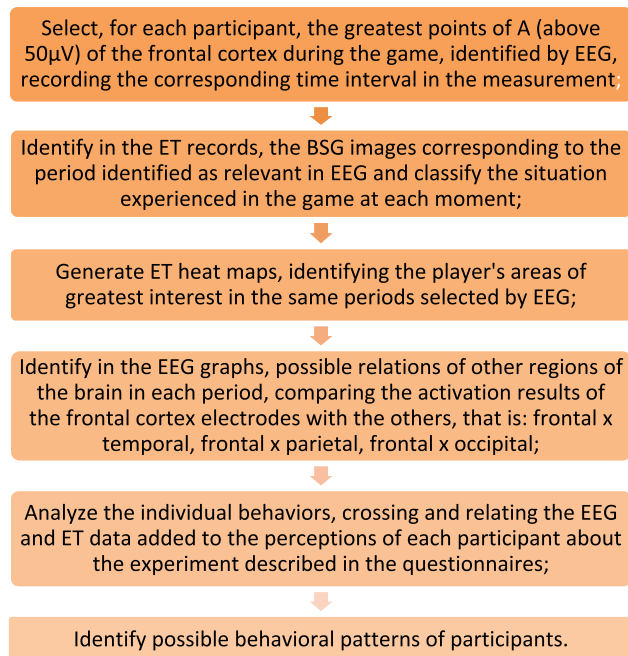 Select, for each participant, the greatest points of A (above
50µV) of the frontal cortex during the game, identified by EEG,
recording the corresponding time interval in the measurement;
Identify in the ET records, the BSG images corresponding to the
period identified as relevant in EEG and classify the situation
experienced in the game at each moment;
Generate ET heat maps, identifying the player's areas of
greatest interest in the same periods selected by EEG;
Identify in the EEG graphs, possible relations of other regions of
the brain in each period, comparing the activation results of
the frontal cortex electrodes with the others, that is: frontal x
temporal, frontal x parietal, frontal x occipital;
Analyze the individual behaviors, crossing and relating the EEG
and ET data added to the perceptions of each participant about
the experiment described in the questionnaires;
Identify possible behavioral patterns of participants.